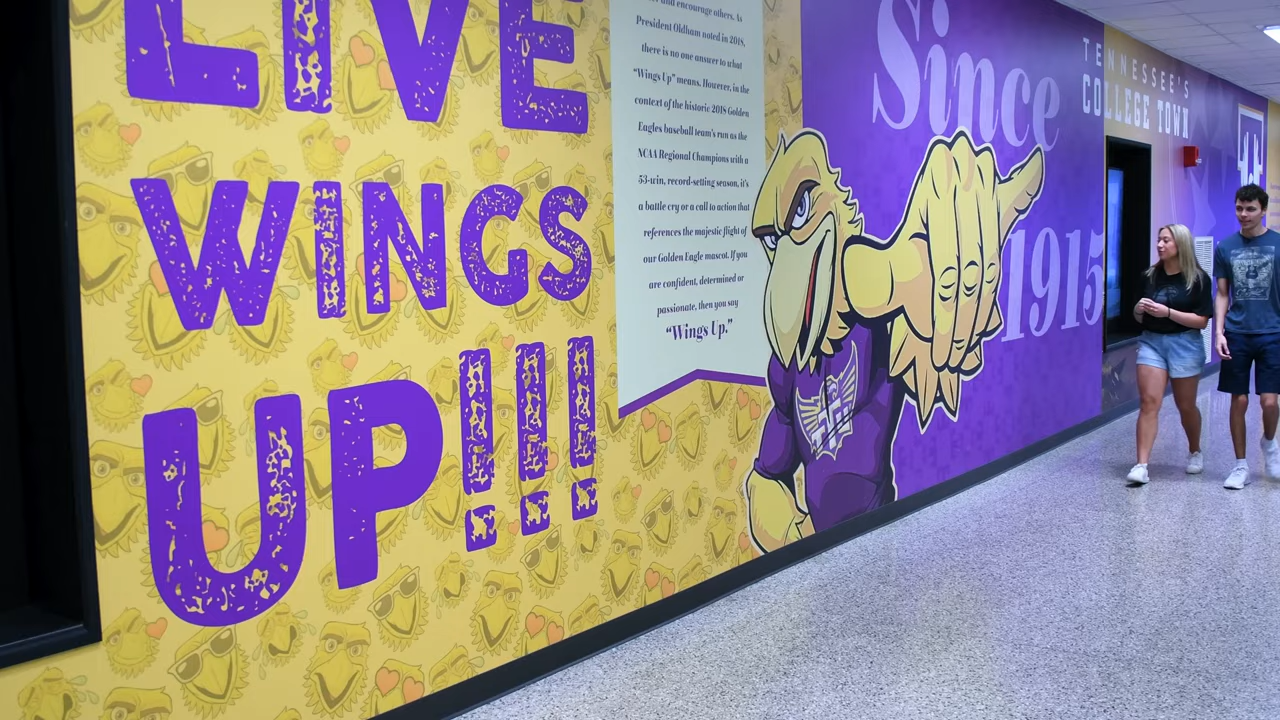 LIVE
WINGS
UP!!!
and encourage others. As
President Oldham noted in 2018,
there is no one answer to what
“Wings Up” means. However, in the
context of the historic 2018 Golden
Eagles baseball team’s run as the
NCAA Regional Champions with a
53-win, record-setting season, it’s
a battle cry or a call to action that
references the majestic flight of
our Golden Eagle mascot. If you
are confident, determined or
passionate, then you say
“Wings Up.”
Since
1915
TENNESSEE'S
COLLEGE TOWN